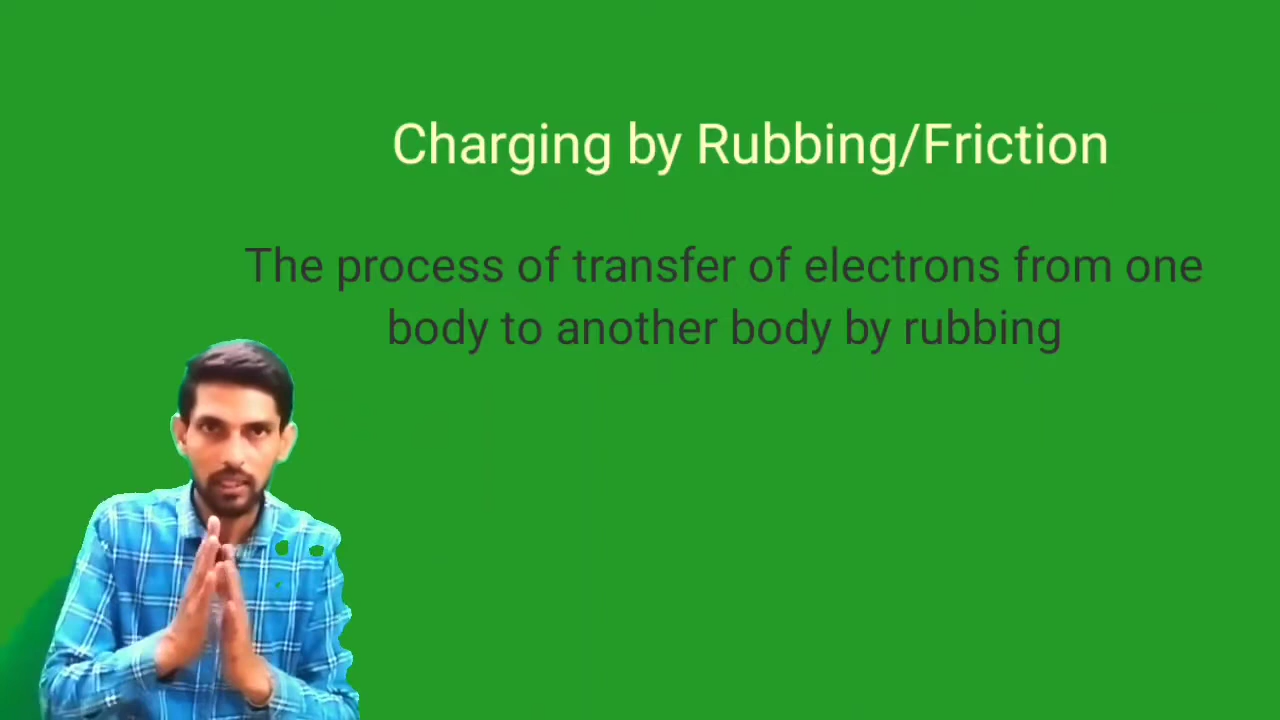 Charging by Rubbing/Friction
The process of transfer of electrons from one
body to another body by rubbing